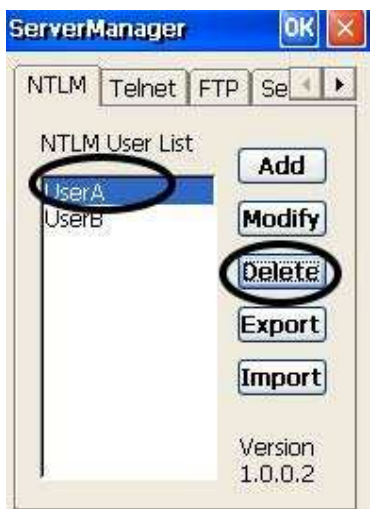 ServerManager OK
NTLM Telnet FTP Se
NTLM User List
Add
UserA
UserB
Modify
Delete
Export
Import
Version
1.0.0.2